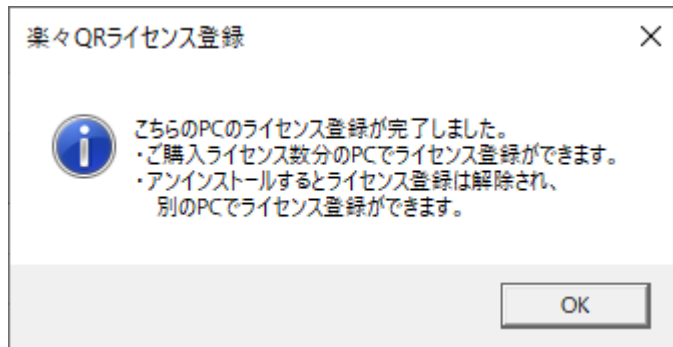 楽々QRライセンス登録
こちらのPCのライセンス登録が完了しました。
・ご購入ライセンス数分のPCでライセンス登録ができます。
・アンインストールするとライセンス登録は解除され、
別のPCでライセンス登録ができます。
OK